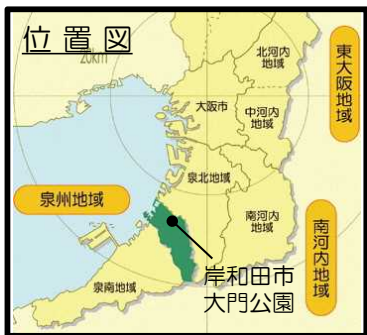 位置図
20km
北河内
地域
東大阪地域
大阪市
中河内
地域
泉北地域
泉州地域
南河内
地域
南河内地域
泉南地域
岸和田市
大門公園